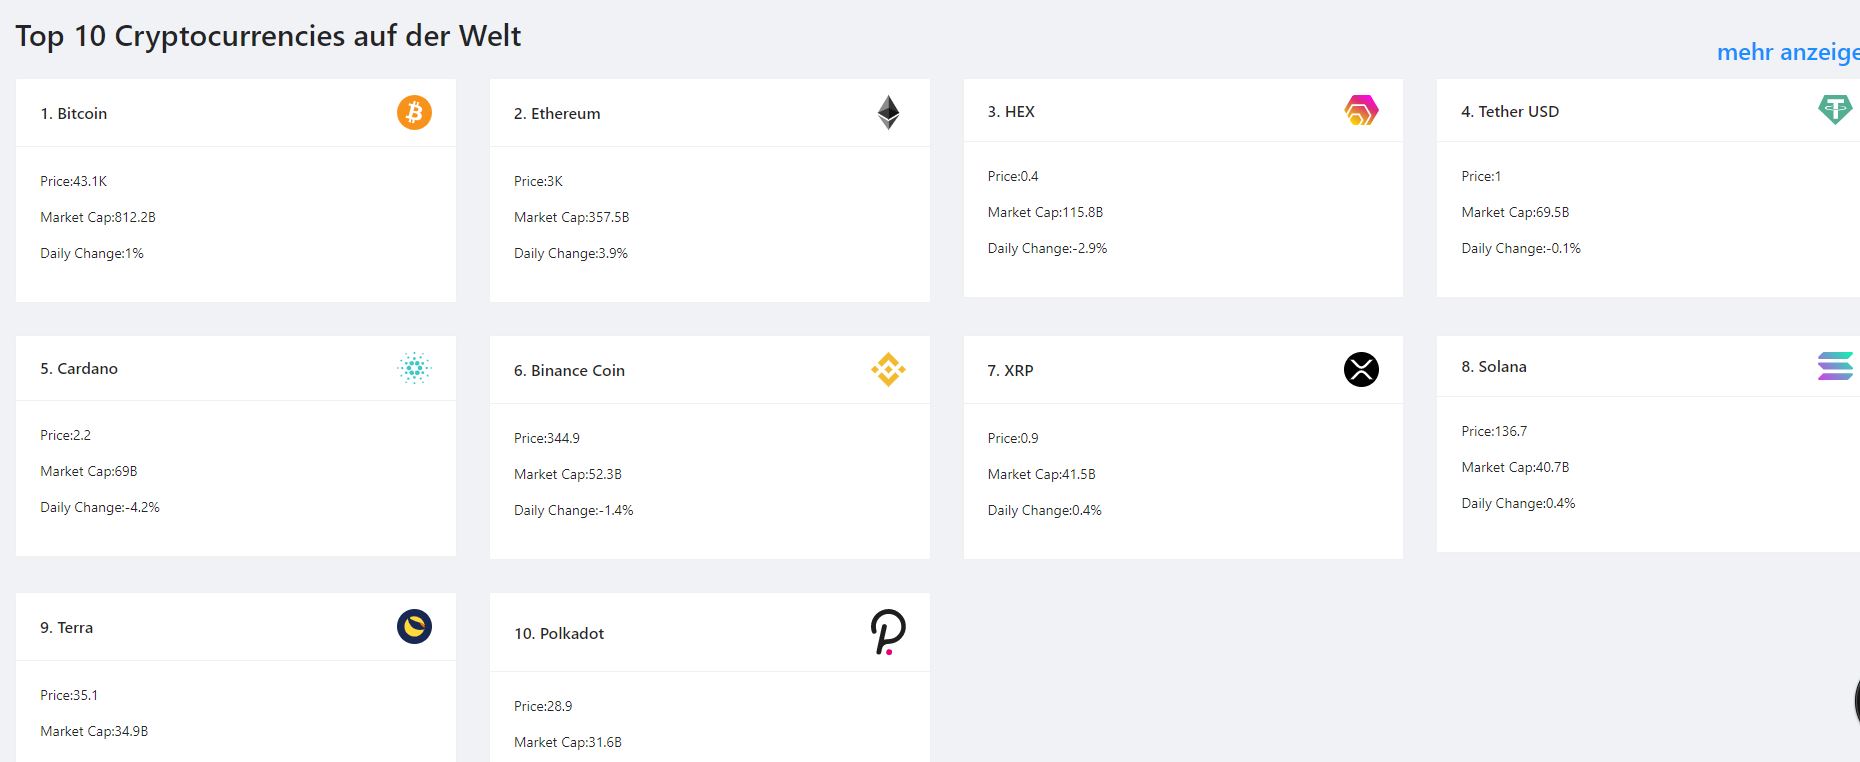 Top 10 Cryptocurrencies auf der Welt
mehr anzeige
1. Bitcoin
Price:43.1K
Market Cap:812.2B
Daily Change:1%
2. Ethereum
Price:3K
Market Cap:357.5B
Daily Change:3.9%
3. HEX
Price:0.4
Market Cap:115.8B
Daily Change:-2.9%
4. Tether USD
Price:1
Market Cap:69.5B
Daily Change:-0.1%
5. Cardano
Price:2.2
Market Cap:69B
Daily Change:-4.2%
6. Binance Coin
Price:344.9
Market Cap:52.3B
Daily Change:-1.4%
7. XRP
Price:0.9
Market Cap:41.5B
Daily Change:0.4%
8. Solana
Price:136.7
Market Cap:40.7B
Daily Change:0.4%
9. Terra
Price:35.1
Market Cap:34.9B
10. Polkadot
Price:28.9
Market Cap:31.6B